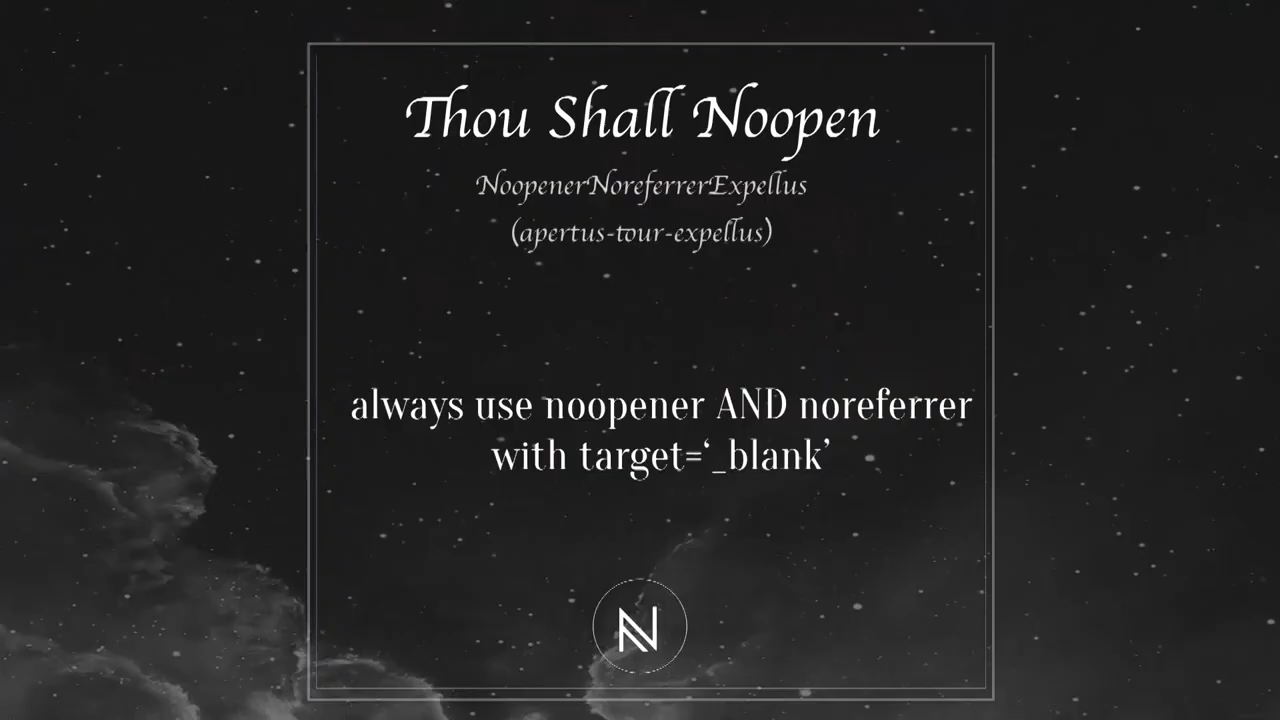 Thou Shall Noopen
NoopenerNoreferrerExpellus
(apertus-tour-expellus)
always use noopener AND noreferrer
with target=‘_blank’
N